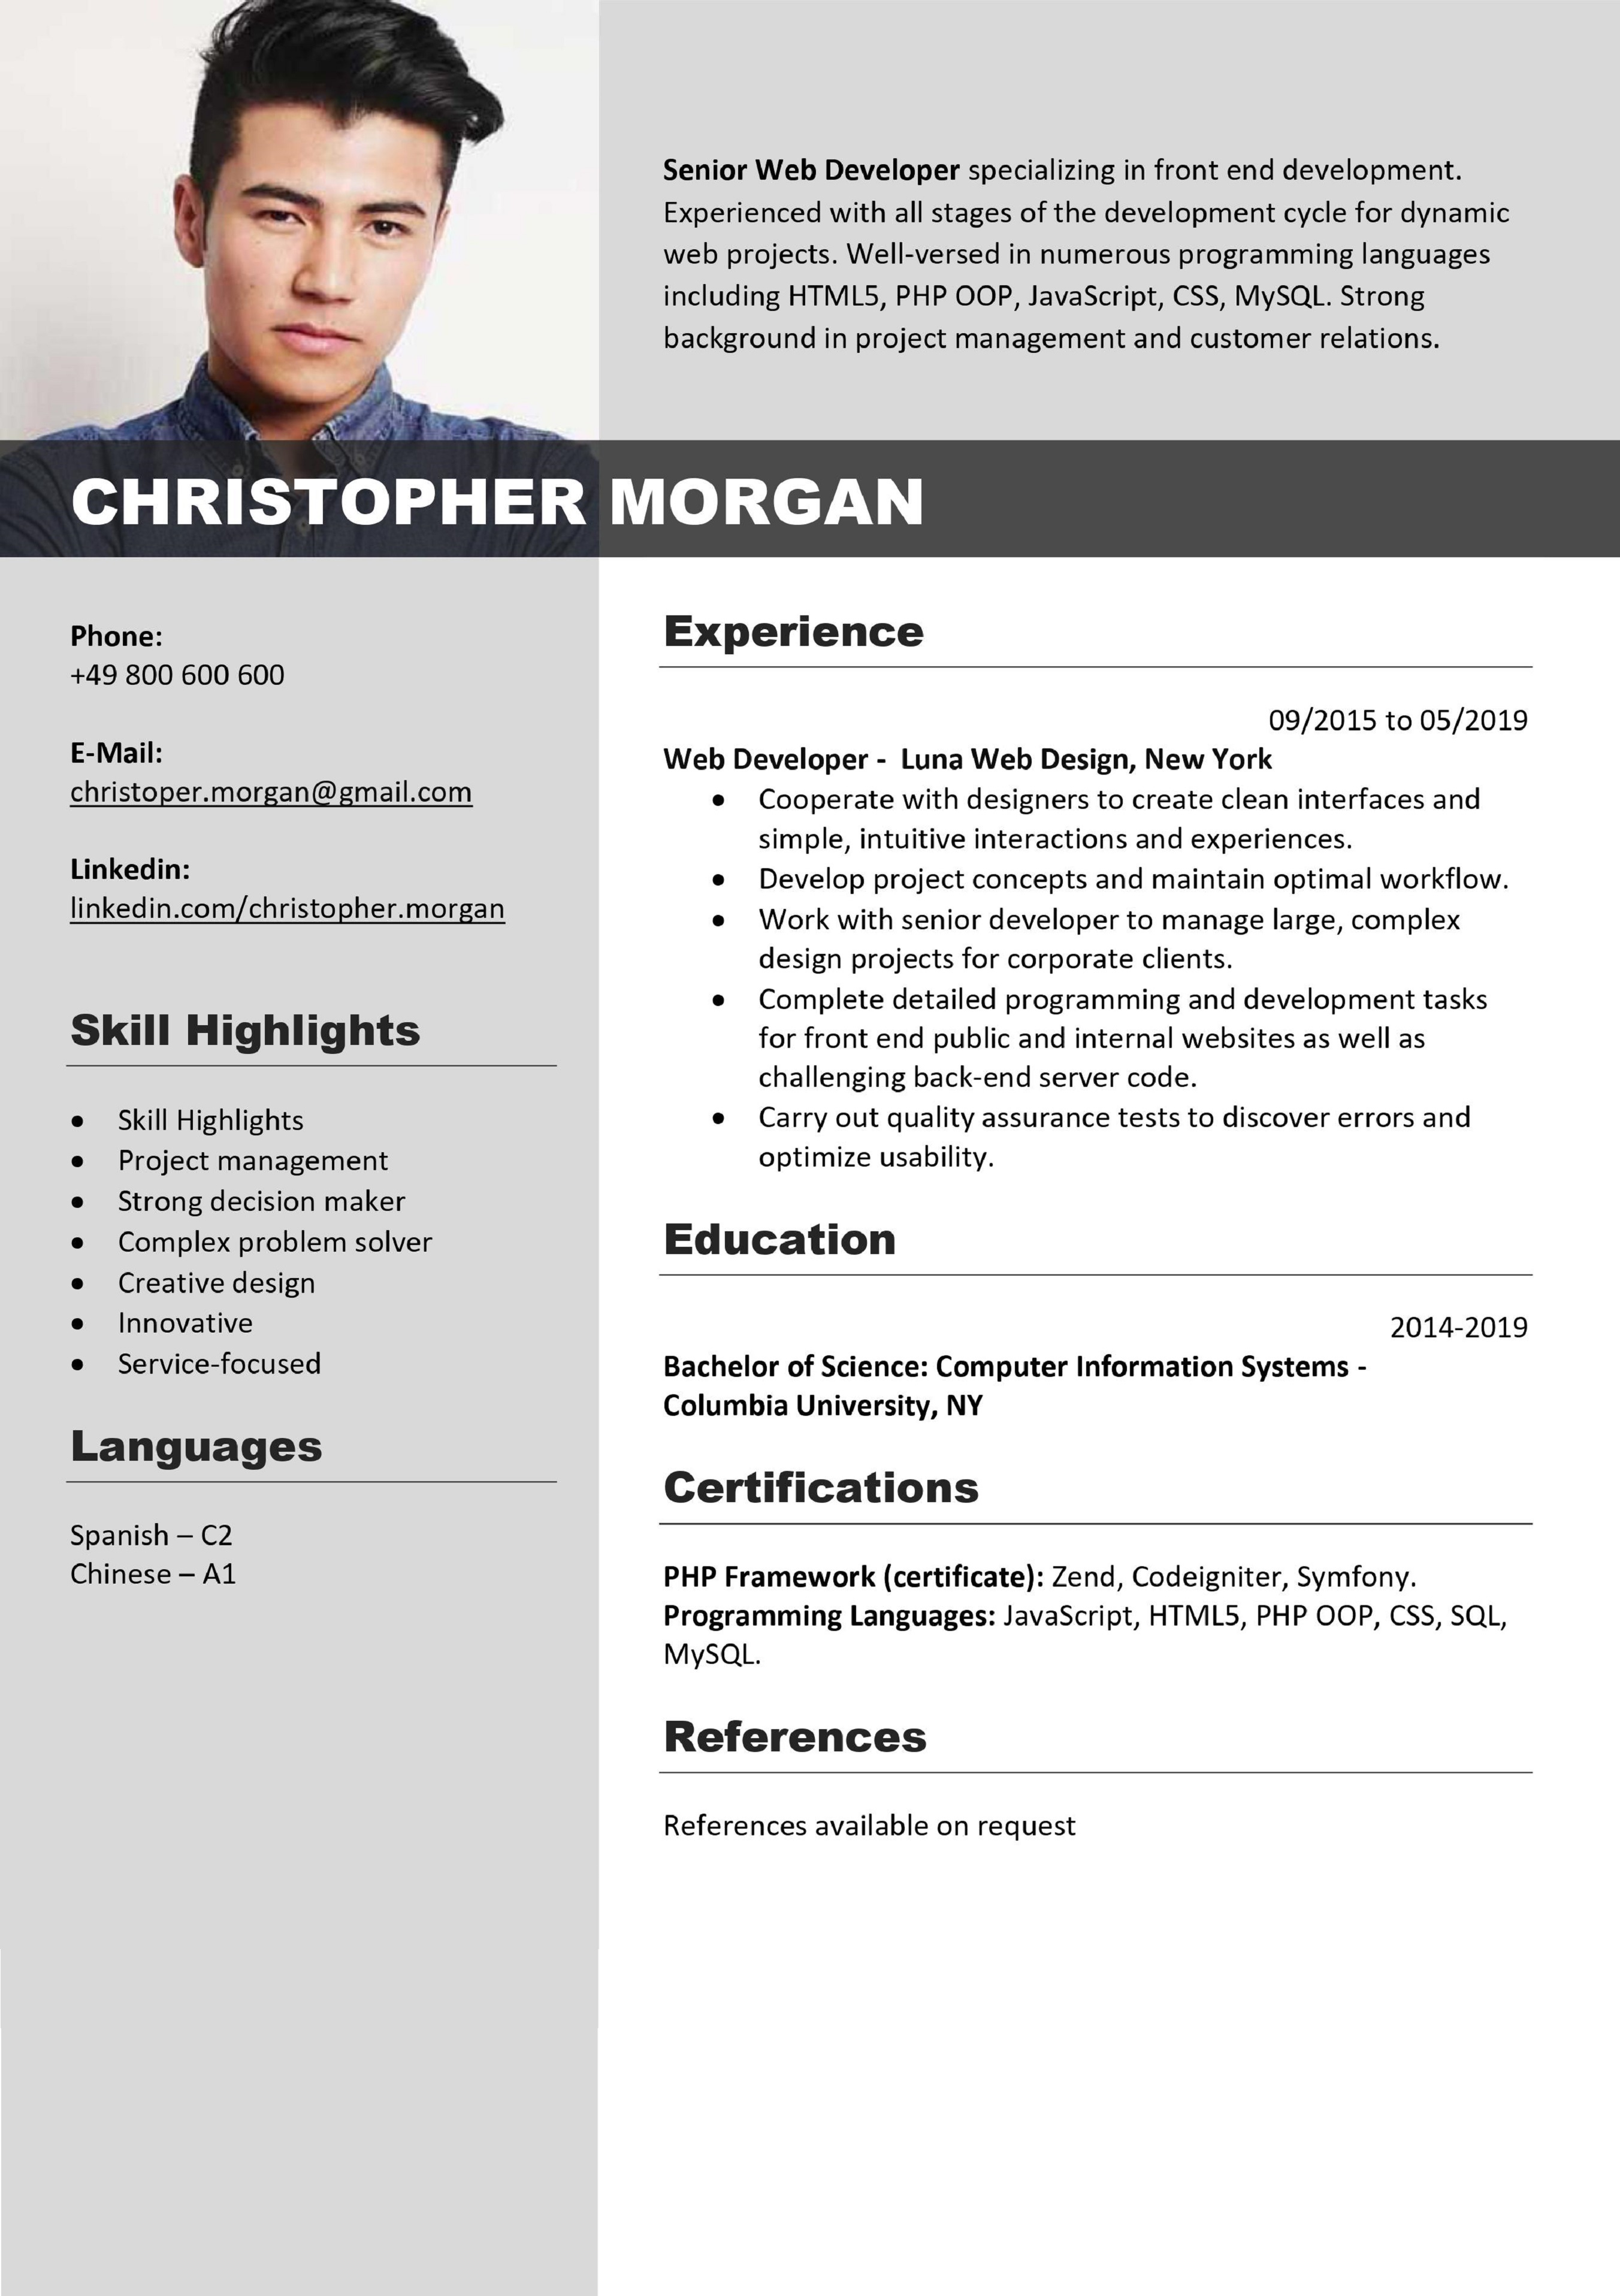 Senior Web Developer specializing in front end development.
Experienced with all stages of the development cycle for dynamic
web projects. Well-versed in numerous programming languages
including HTML5, PHP OOP, JavaScript, CSS, MySQL. Strong
background in project management and customer relations.
CHRISTOPHER MORGAN
Phone:
+49 800 600 600
E-Mail:
christoper.morgan@gmail.com
Linkedin:
linkedin.com/christopher.morgan
Skill Highlights
• Skill Highlights
• Project management
• Strong decision maker
• Complex problem solver
• Creative design
• Innovative
• Service-focused
Languages
Spanish – C2
Chinese – A1
Experience
09/2015 to 05/2019
Web Developer - Luna Web Design, New York
• Cooperate with designers to create clean interfaces and
simple, intuitive interactions and experiences.
• Develop project concepts and maintain optimal workflow.
• Work with senior developer to manage large, complex
design projects for corporate clients.
• Complete detailed programming and development tasks
for front end public and internal websites as well as
challenging back-end server code.
• Carry out quality assurance tests to discover errors and
optimize usability.
Education
2014-2019
Bachelor of Science: Computer Information Systems -
Columbia University, NY
Certifications
PHP Framework (certificate): Zend, Codeigniter, Symfony.
Programming Languages: JavaScript, HTML5, PHP OOP, CSS, SQL,
MySQL.
References
References available on request